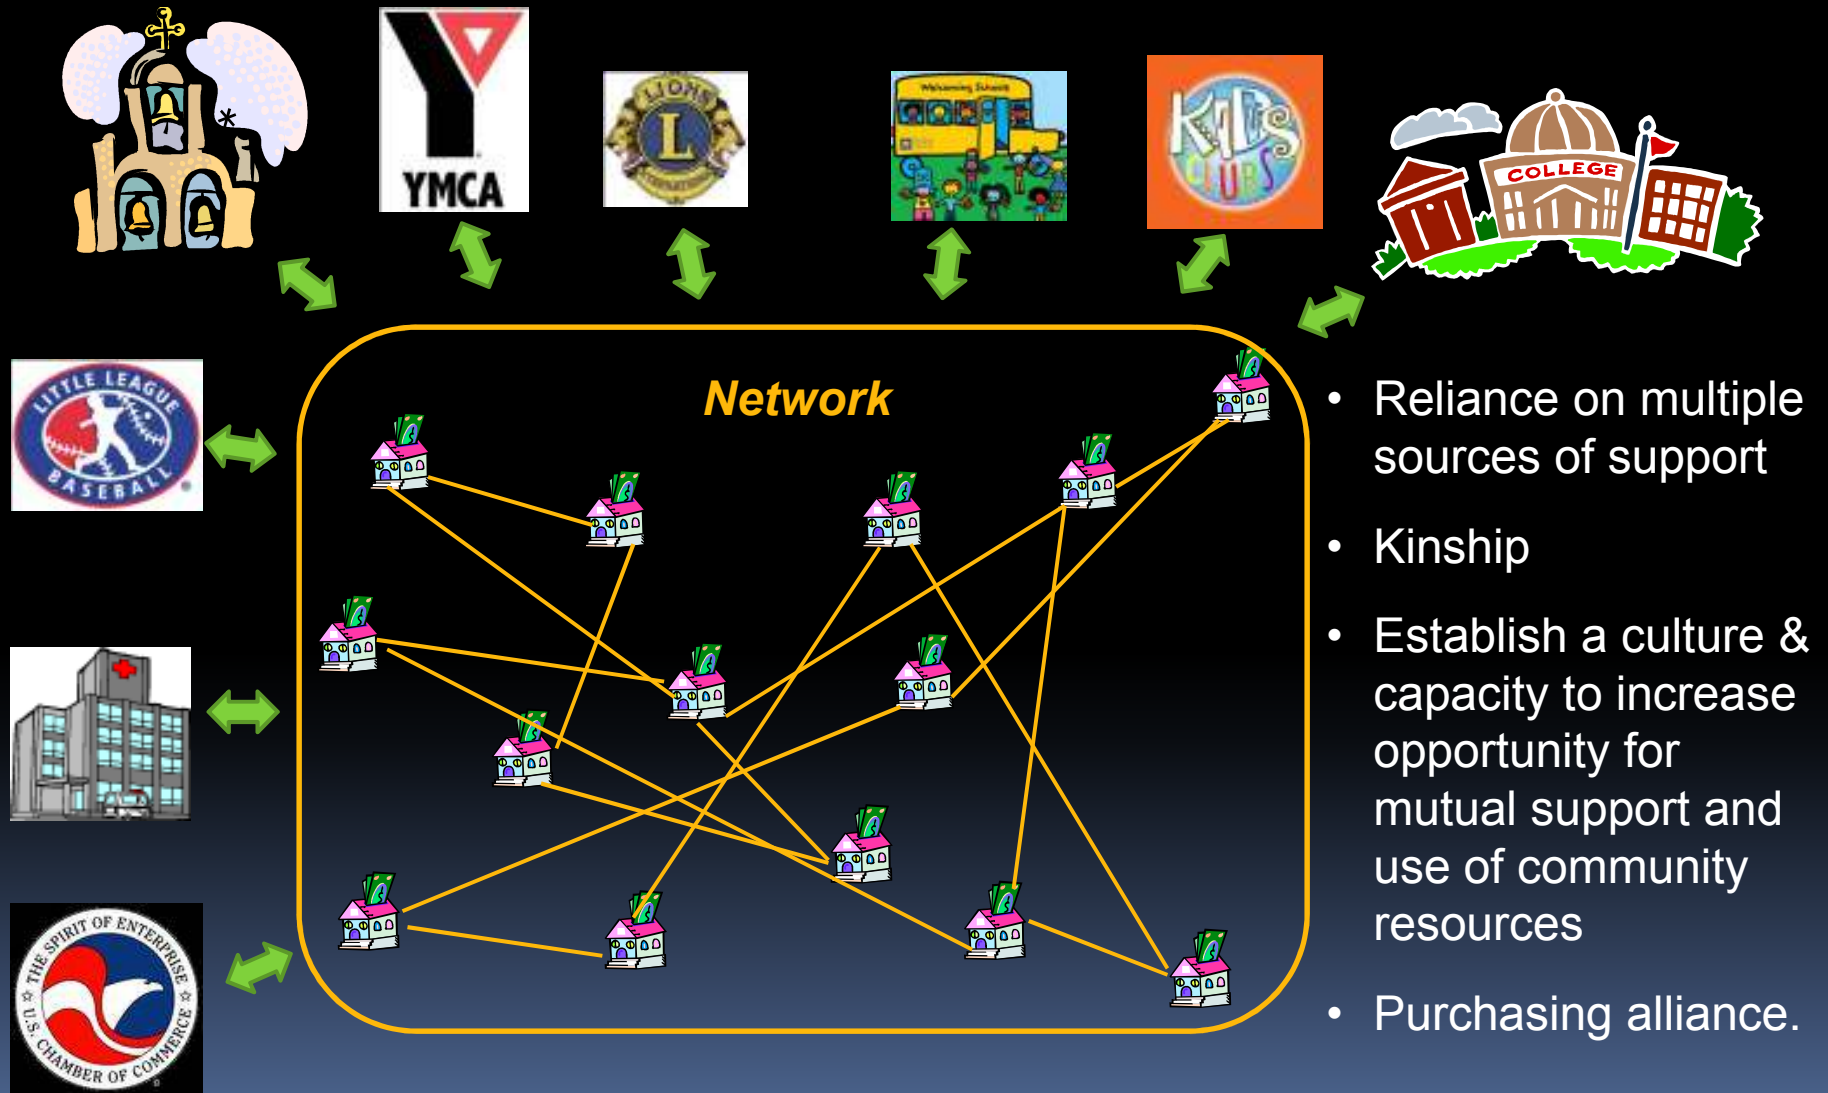 YMCA
LIONS
L
INTERNATIONAL
Welcoming Schools
KiDS
CLUBS
COLLEGE
LITTLE LEAGUE
BASEBALL
Network
• Reliance on multiple
sources of support
• Kinship
• Establish a culture &
capacity to increase
opportunity for
mutual support and
use of community
resources
• Purchasing alliance.
THE SPIRIT OF ENTERPRISE
U.S. CHAMBER OF COMMERCE